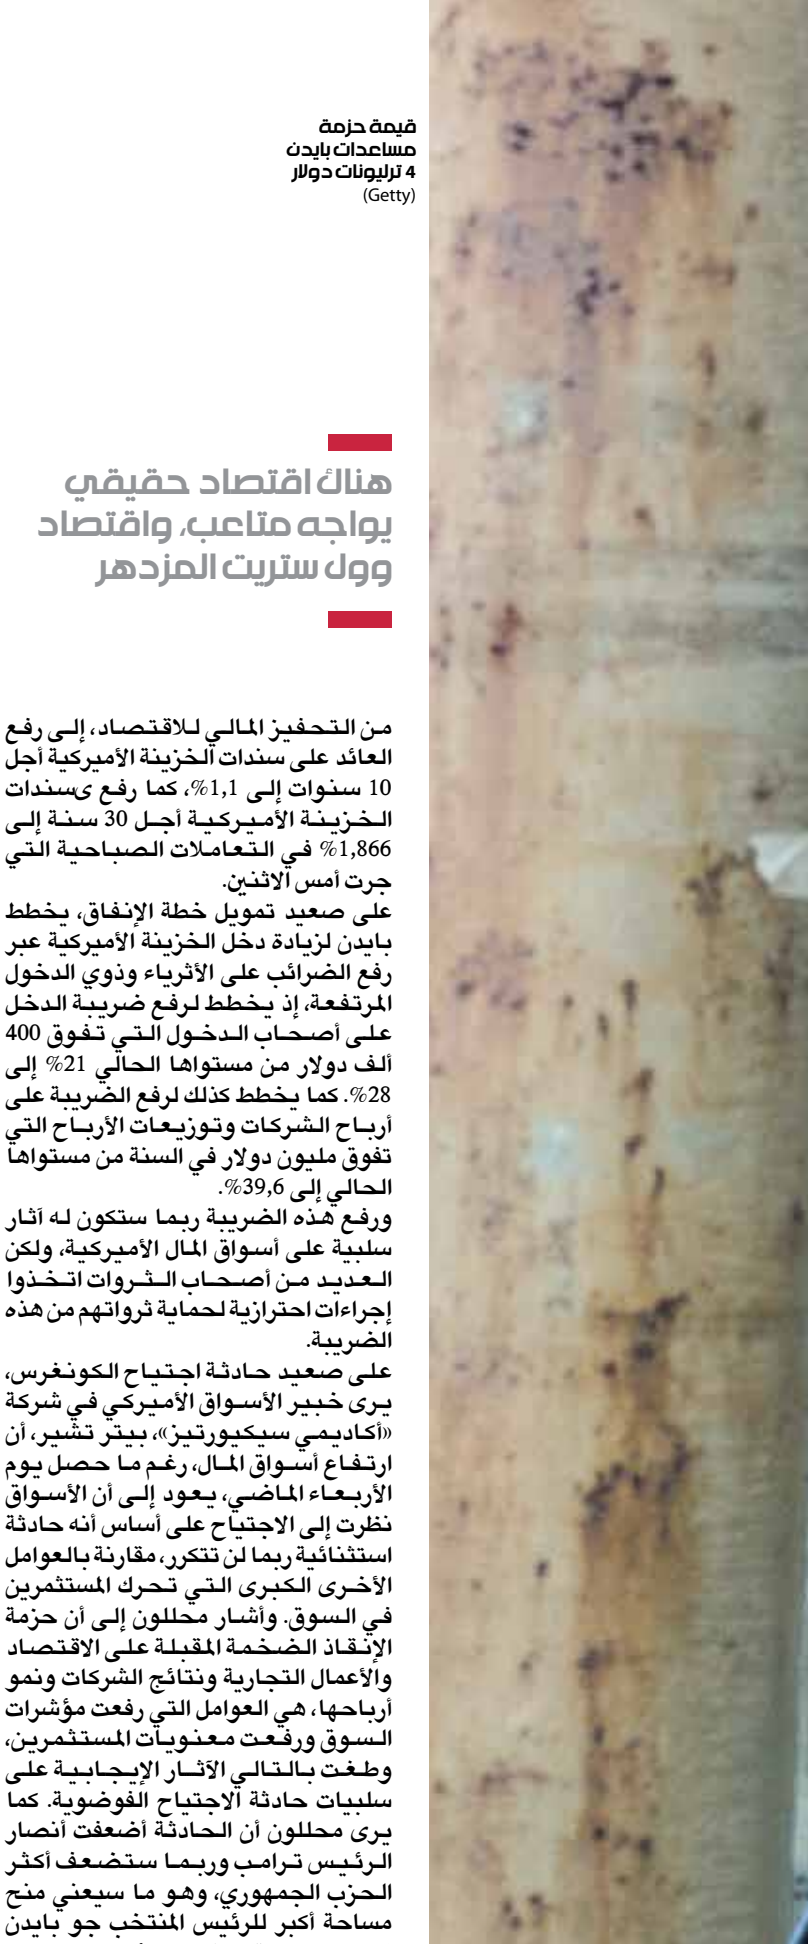 قيمة حزمة
مساعدات بايدن
4 ترليونات دولار
(Getty)
هناك اقتصاد حقيقي
يواجه متاعب، واقتصاد
وول ستريت المزدهر
من التحفيز المالي للاقتصاد، إلى رفع
العائد على سندات الخزينة الأميركية أجل
10 سنوات إلى 1,1%، كما رفع ىسندات
الخزينة الأميركية أجل 30 سنة إلى
1,866% في التعاملات الصباحية التي
جرت أمس الاثنين.
على صعيد تمويل خطة الإنفاق، يخطط
بايدن لزيادة دخل الخزينة الأميركية عبر
رفع الضرائب على الأثرياء وذوي الدخول
المرتفعة، إذ يخطط لرفع ضريبة الدخل
على أصحاب الدخول التي تفوق 400
ألف دولار من مستواها الحالي 21% إلى
28%. كما يخطط كذلك لرفع الضريبة على
أرباح الشركات وتوزيعات الأرباح التي
تفوق مليون دولار في السنة من مستواها
الحالي إلى 39,6%.
ورفع هذه الضريبة ربما ستكون له آثار
سلبية على أسواق المال الأميركية، ولكن
العديد من أصحاب الثروات اتخذوا
إجراءات احترازية لحماية ثرواتهم من هذه
الضريبة.
على صعيد حادثة اجتياح الكونغرس،
يرى خبير الأسواق الأميركي في شركة
«أكاديمي سيكيورتيز»، بيتر تشير، أن
ارتفاع أسواق المال، رغم ما حصل يوم
الأربعاء الماضي، يعود إلى أن الأسواق
نظرت إلى الاجتياح على أساس أنه حادثة
استثنائية ربما لن تتكرر، مقارنة بالعوامل
الأخرى الكبرى التي تحرك المستثمرين
في السوق. وأشار محللون إلى أن حزمة
الإنقاذ الضخمة المقبلة على الاقتصاد
والأعمال التجارية ونتائج الشركات ونمو
أرباحها، هي العوامل التي رفعت مؤشرات
السوق ورفعت معنويات المستثمرين،
وطغت بالتالي الآثار الإيجابية على
سلبيات حادثة الاجتياح الفوضوية. كما
يرى محللون أن الحادثة أضعفت أنصار
الرئيس ترامب وربما ستضعف أكثر
الحزب الجمهوري، وهو ما سيعني منح
مساحة أكبر للرئيس المنتخب جو بايدن